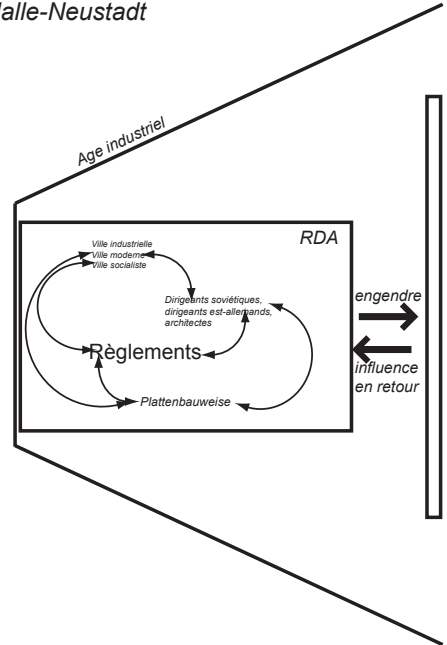 alle-Neustadt
Age industriel
RDA
Ville industrielle
Ville moderne
Ville socialiste
Dirigeants soviétiques,
dirigeants est-allemands,
architectes
Règlements
Plattenbauweise
engendre
influence
en retour